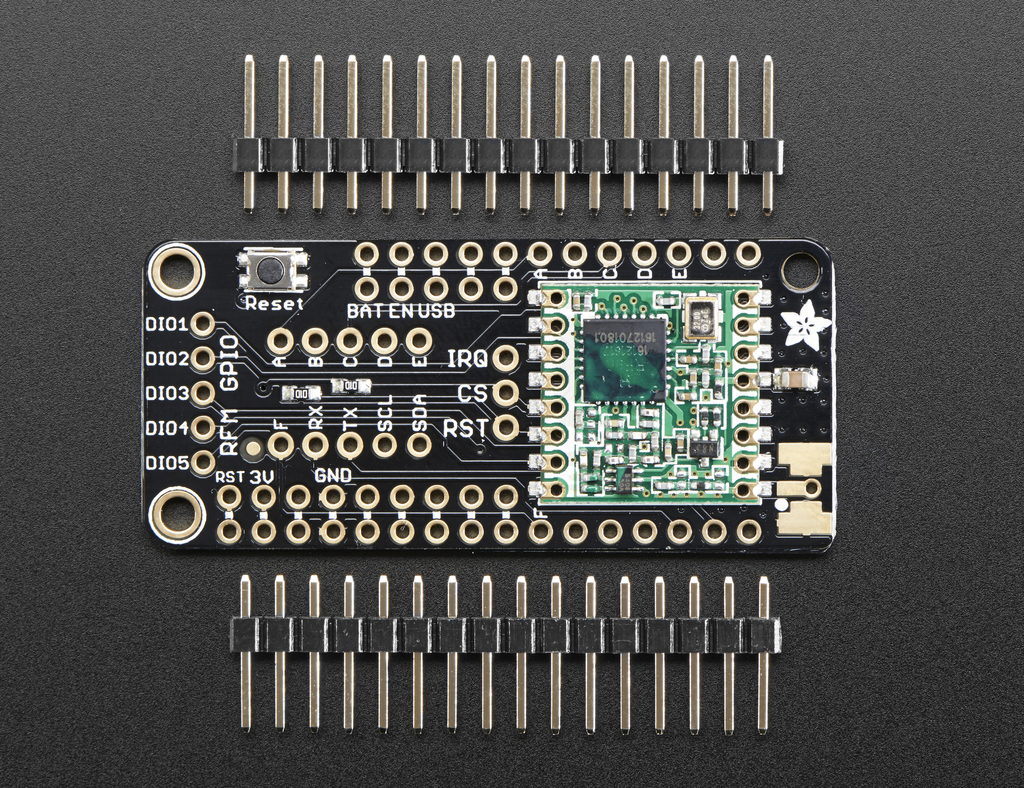 Reset
BAT EN USB
A B C D E
DIO1
DIO2
DIO3
DIO4
DIO5
RFM GPIO
A B C D E
IRQ
CS
RST
F RX TX SCL SDA
RST 3V GND
F